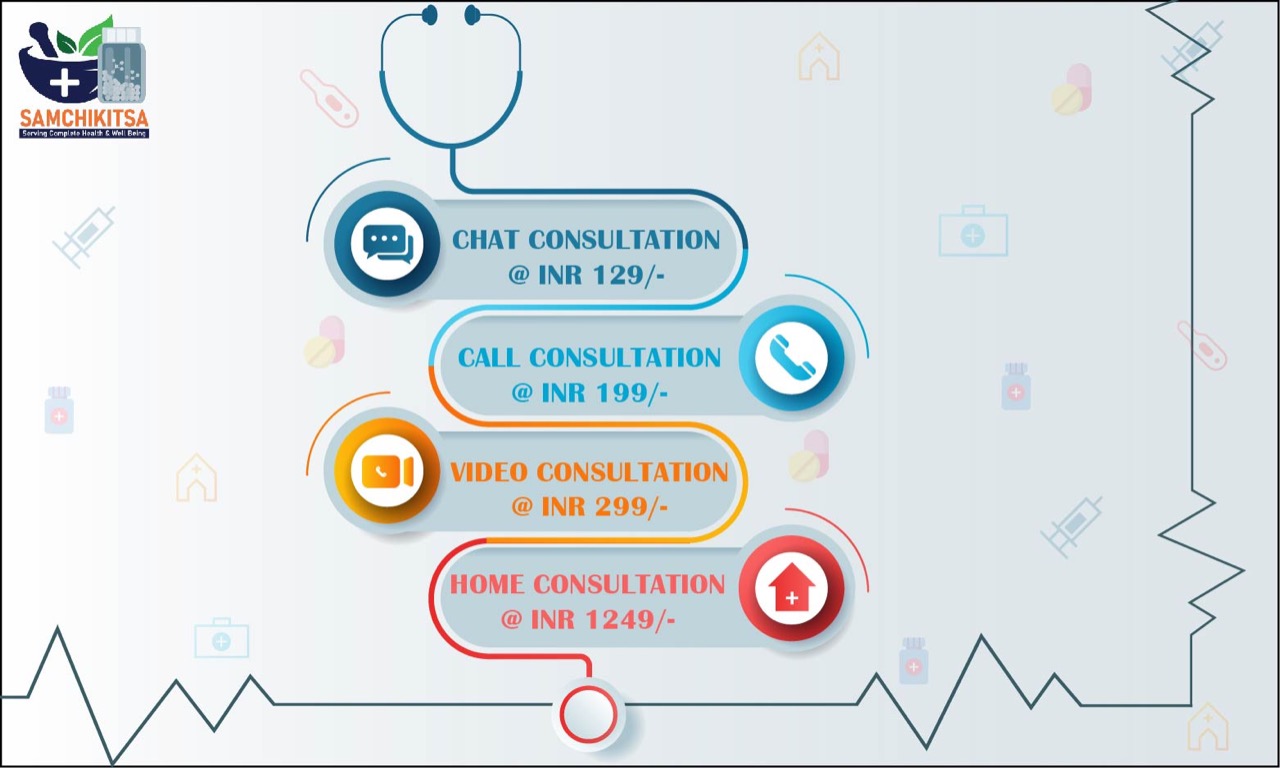 SAMCHIKITSA
Serving Complete Health & Well Being
CHAT CONSULTATION
@ INR 129/-
CALL CONSULTATION
@ INR 199/-
VIDEO CONSULTATION
@ INR 299/-
HOME CONSULTATION
@ INR 1249/-